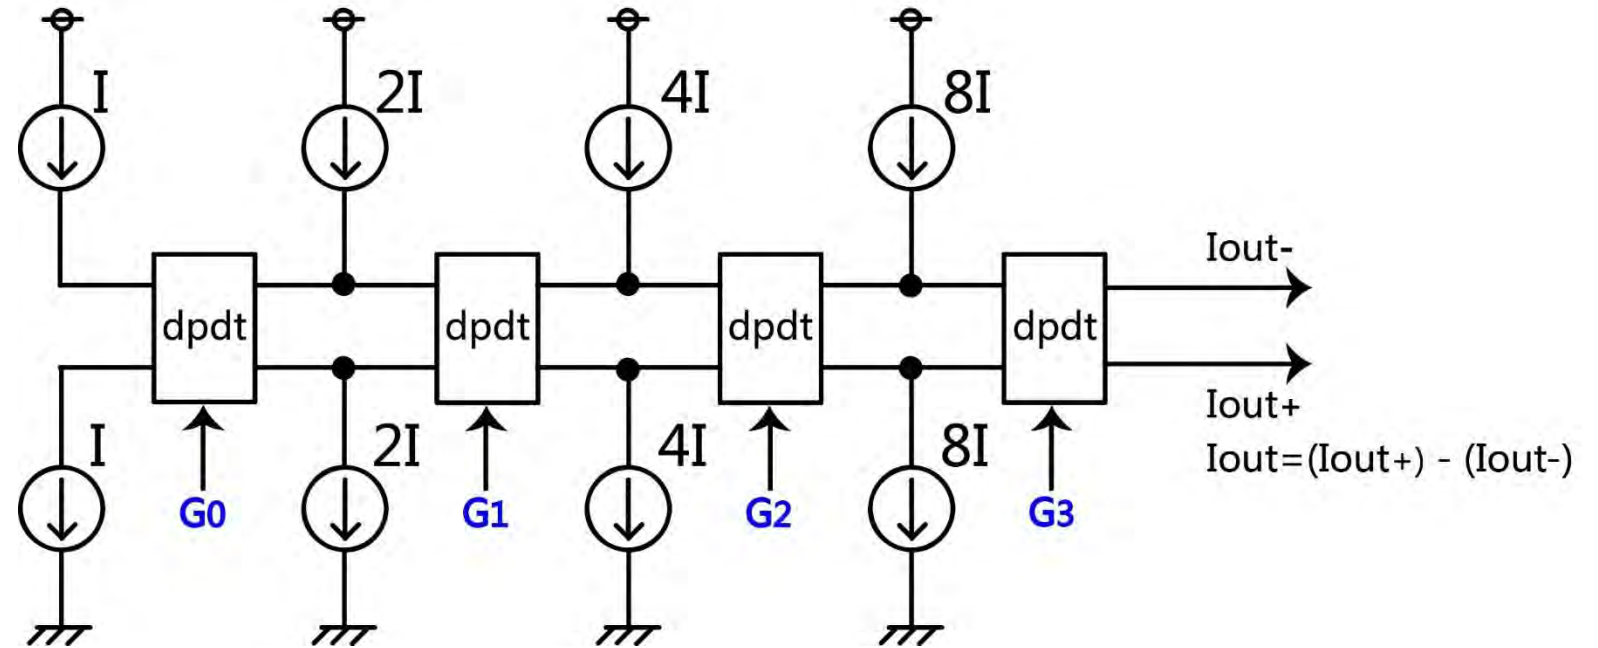 I
2I
4I
8I
Iout-
dpdt
dpdt
dpdt
dpdt
Iout+
I
2I
4I
8I
Iout=(Iout+) - (Iout-)
G0
G1
G2
G3